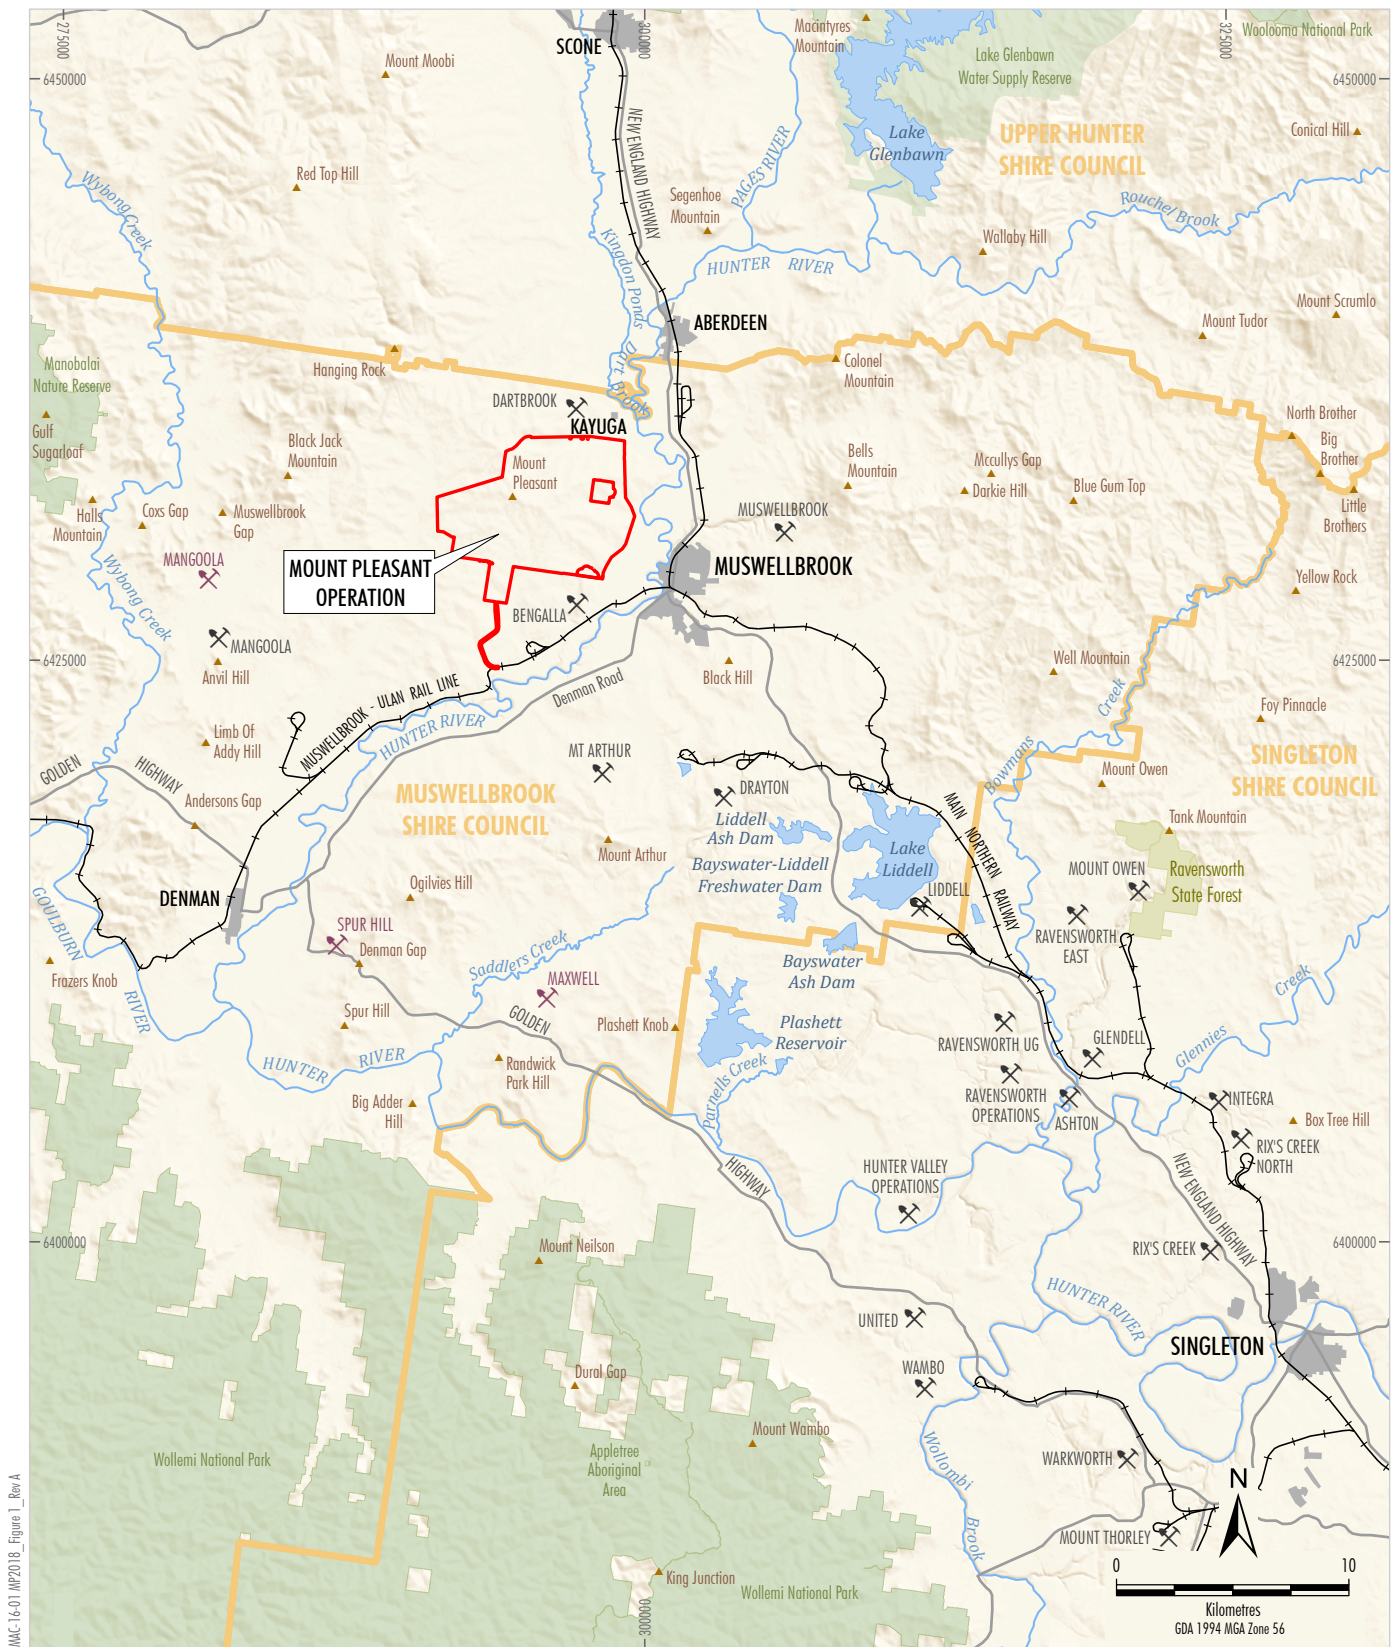 275000
300000
325000
SCONE
Macintyres
Mountain
Woolooma National Park
Mount Moobi
Lake Glenbawn
Water Supply Reserve
6450000
6450000
NEW ENGLAND HIGHWAY
Lake
Glenbawn
UPPER HUNTER
SHIRE COUNCIL
Conical Hill
Red Top Hill
Wybong Creek
PAGES RIVER
Segenhoe
Mountain
Rouchel Brook
Wallaby Hill
Kingdon Ponds
HUNTER RIVER
Mount Scrumlo
Mount Tudor
ABERDEEN
Manobalai
Nature Reserve
Hanging Rock
Dart Brook
Colonel
Mountain
DARTBROOK
KAYUGA
North Brother
Gulf
Sugarloaf
Black Jack
Mountain
Big
Brother
Mount
Pleasant
Bells
Mountain
Mccullys Gap
Darkie Hill
Blue Gum Top
Little
Brothers
Halls
Mountain
Coxs Gap
Muswellbrook
Gap
MUSWELLBROOK
MANGOOLA
MOUNT PLEASANT
OPERATION
MUSWELLBROOK
Yellow Rock
Wybong Creek
BENGALLA
MANGOOLA
6425000
6425000
Anvil Hill
Black Hill
Well Mountain
MUSWELLBROOK - ULAN RAIL LINE
Denman Road
Creek
Foy Pinnacle
Limb Of
Addy Hill
HUNTER RIVER
GOLDEN
HIGHWAY
MT ARTHUR
Bowmans
SINGLETON
SHIRE COUNCIL
Mount Owen
Andersons Gap
MUSWELLBROOK
SHIRE COUNCIL
DRAYTON
MAIN NORTHERN RAILWAY
Liddell
Ash Dam
Tank Mountain
Mount Arthur
Lake
Liddell
Bayswater-Liddell
Freshwater Dam
MOUNT OWEN
Ravensworth
State Forest
Ogilvies Hill
DENMAN
LIDDELL
GOULBURN
RIVER
SPUR HILL
RAVENSWORTH
EAST
Denman Gap
Saddlers Creek
Frazers Knob
Bayswater
Ash Dam
Creek
MAXWELL
Spur Hill
GOLDEN
Plashett Knob
Plashett
Reservoir
RAVENSWORTH UG
GLENDELL
Glennies
HUNTER RIVER
Randwick
Park Hill
Parnells Creek
RAVENSWORTH
OPERATIONS
Big Adder
Hill
ASHTON
INTEGRA
Box Tree Hill
RIX'S CREEK
NORTH
HIGHWAY
HUNTER VALLEY
OPERATIONS
NEW ENGLAND HIGHWAY
6400000
6400000
Mount Neilson
RIX'S CREEK
HUNTER RIVER
UNITED
SINGLETON
WAMBO
Dural Gap
Mount Wambo
Wollemi National Park
Appletree
Aboriginal
Area
Wollombi
Brook
WARKWORTH
N
MOUNT THORLEY
King Junction
Wollemi National Park
0
10
Kilometres
GDA 1994 MGA Zone 56
300000
MAC-16-01 MP2018_Figure 1_Rev A